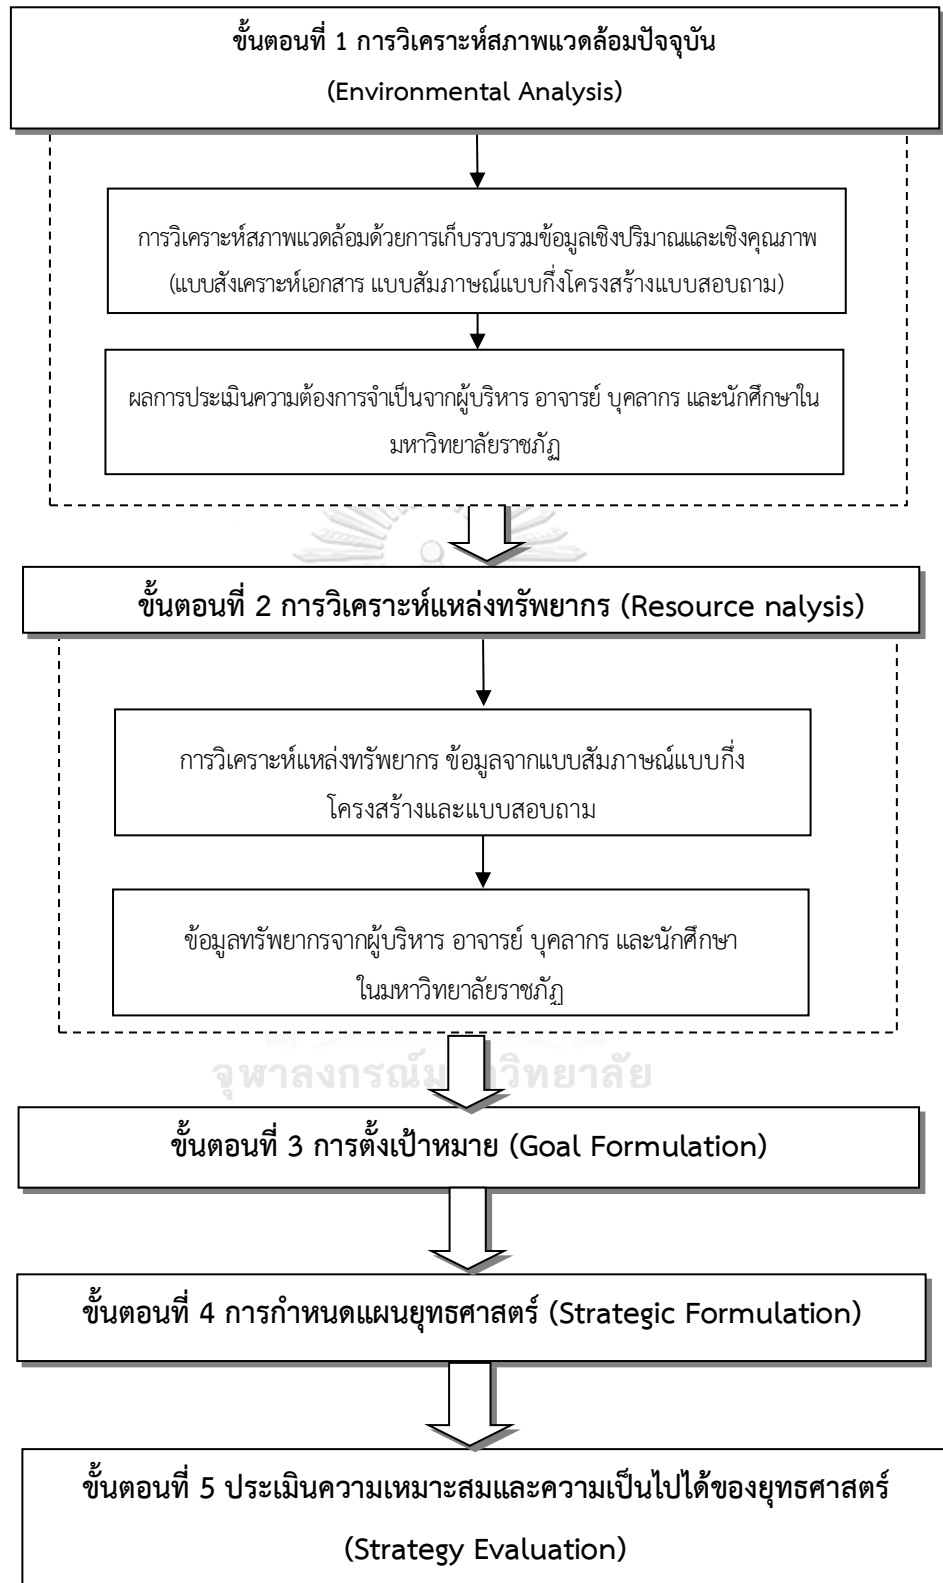 ขั้นตอนที่ 1 การวิเคราะห์สภาพแวดล้อมปัจจุบัน
(Environmental Analysis)
การวิเคราะห์สภาพแวดล้อมด้วยการเก็บรวบรวมข้อมูลเชิงปริมาณและเชิงคุณภาพ
(แบบสังเคราะห์เอกสาร แบบสัมภาษณ์แบบกึ่งโครงสร้างแบบสอบถาม)
ผลการประเมินความต้องการจำเป็นจากผู้บริหาร อาจารย์ บุคลากร และนักศึกษาใน
มหาวิทยาลัยราชภัฏ
ขั้นตอนที่ 2 การวิเคราะห์แหล่งทรัพยากร (Resource nalysis)
การวิเคราะห์แหล่งทรัพยากร ข้อมูลจากแบบสัมภาษณ์แบบกึ่ง
โครงสร้างและแบบสอบถาม
ข้อมูลทรัพยากรจากผู้บริหาร อาจารย์ บุคลากร และนักศึกษา
ในมหาวิทยาลัยราชภัฏ
จุฬาลงกรณ์ม วิทยาลัย
ขั้นตอนที่ 3 การตั้งเป้าหมาย (Goal Formulation)
ขั้นตอนที่ 4 การกำหนดแผนยุทธศาสตร์ (Strategic Formulation)
ขั้นตอนที่ 5 ประเมินความเหมาะสมและความเป็นไปได้ของยุทธศาสตร์
(Strategy Evaluation)